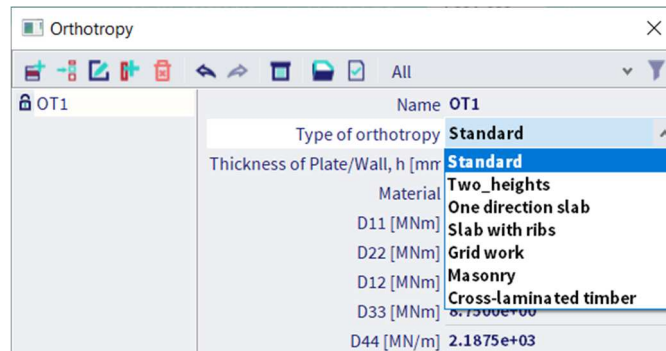 Orthotropy
All
OT1
Name OT1
Type of orthotropy Standard
Thickness of Plate/Wall, h [mm Standard
Two_heights
Material
One direction slab
D11 [MNm] Slab with ribs
D22 [MNm] Grid work
D12 [MNm] Masonry
Cross-laminated timber
D33 [MNm] 8.7500e+00
D44 [MN/m] 2.1875e+03